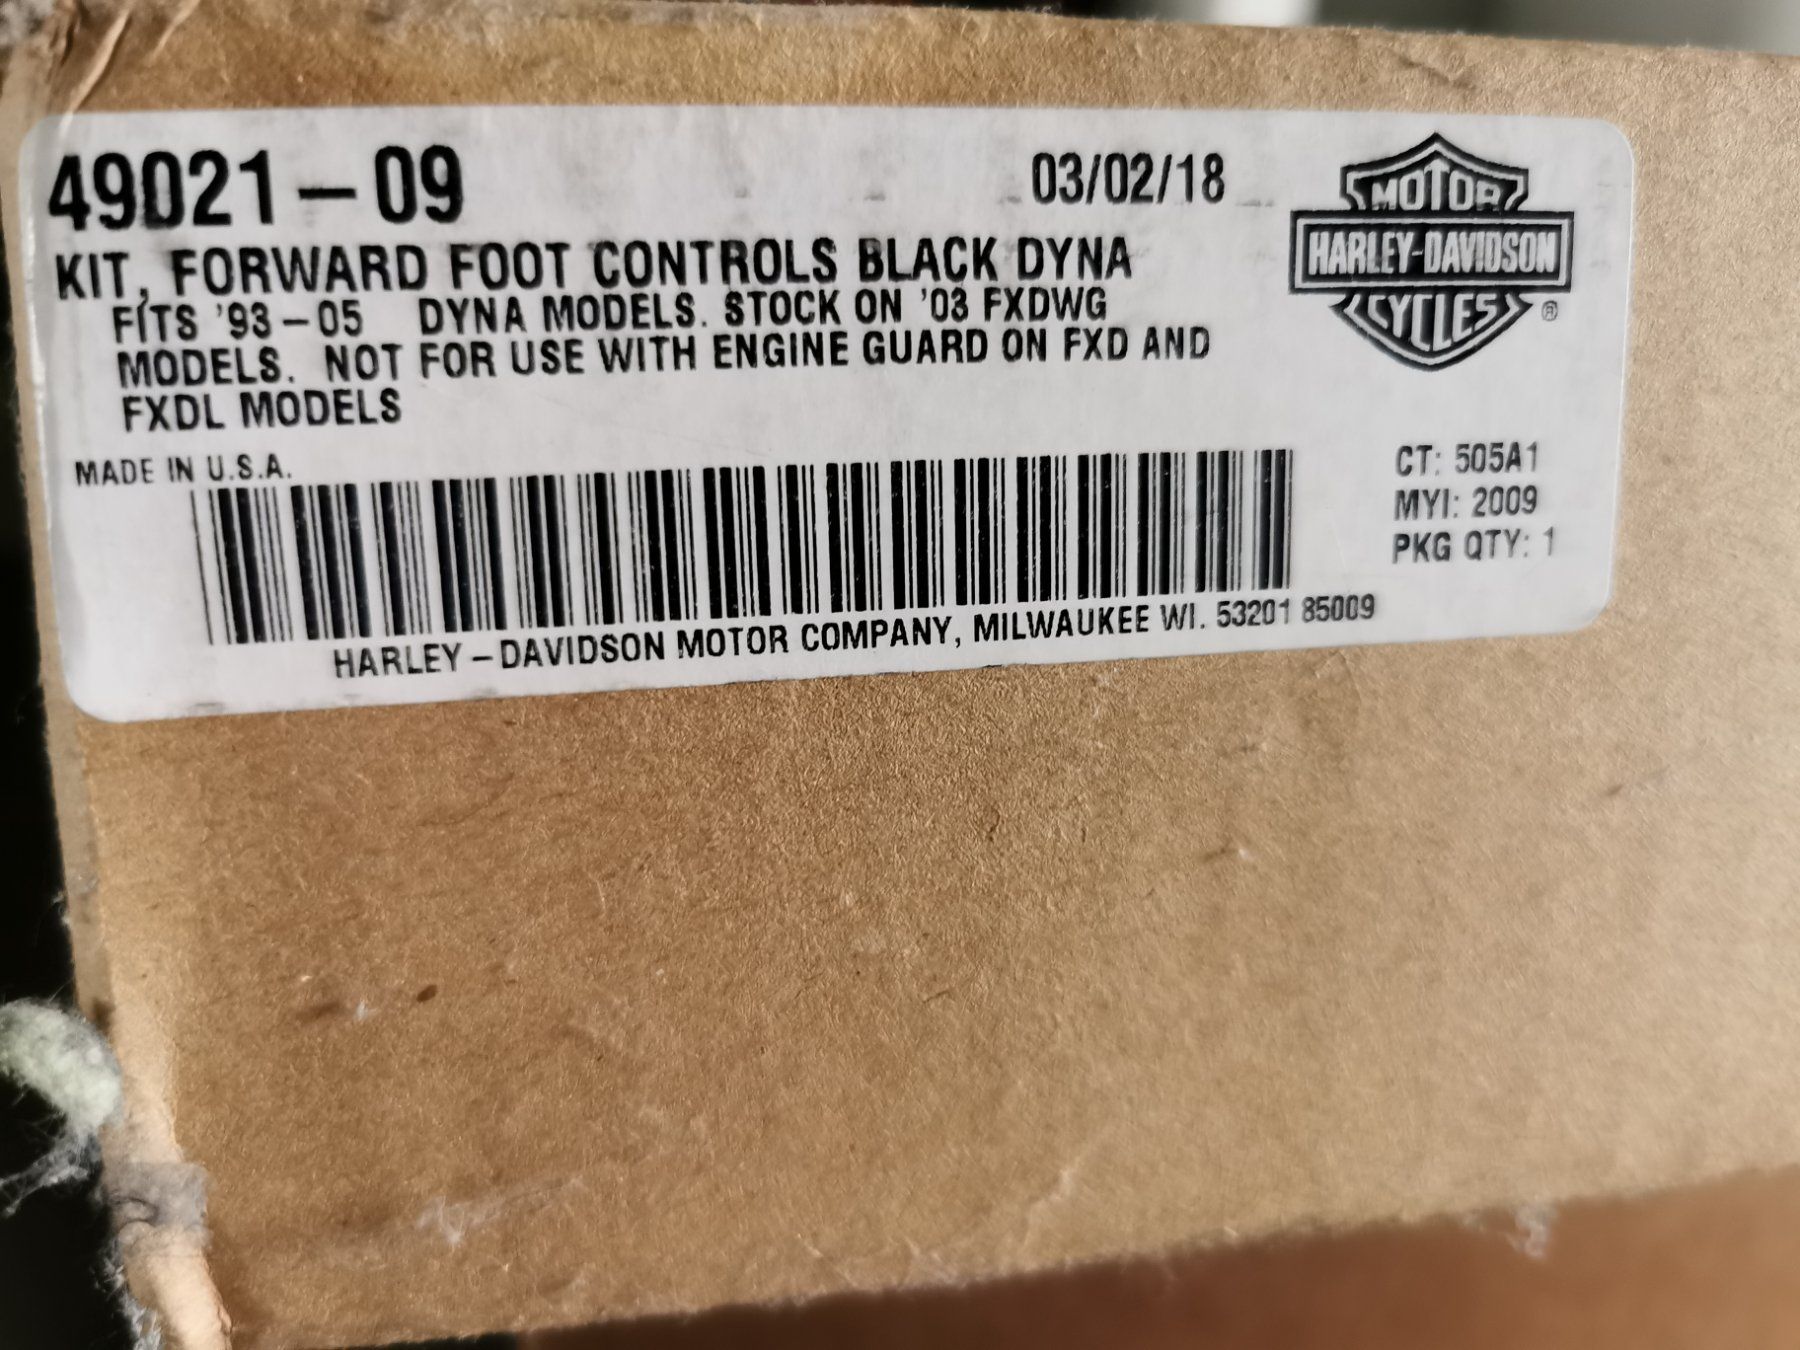 49021-09
03/02/18
MOTOR
HARLEY-DAVIDSON
CYCLES
®
KIT, FORWARD FOOT CONTROLS BLACK DYNA
FITS '93-05 DYNA MODELS. STOCK ON '03 FXDWG
MODELS. NOT FOR USE WITH ENGINE GUARD ON FXD AND
FXDL MODELS
MADE IN U.S.A.
CT: 505A1
MYI: 2009
PKG QTY: 1
HARLEY-DAVIDSON MOTOR COMPANY, MILWAUKEE WI. 53201 85009